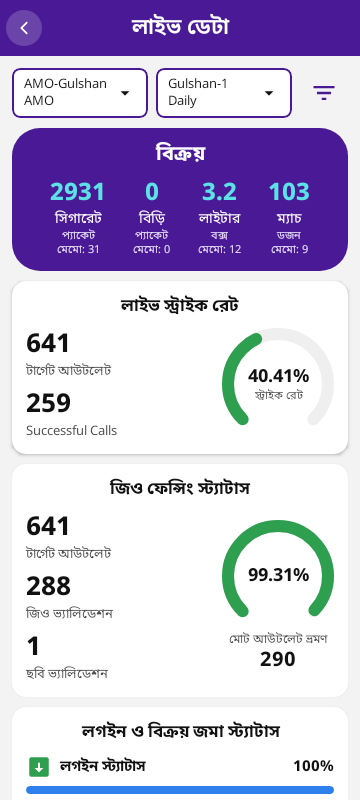 লাইভ ডেটা
AMO-Gulshan AMO
Gulshan-1 Daily
বিক্রয়
2931 0 3.2 103
সিগারেট বিড়ি লাইটার ম্যাচ
প্যাকেট প্যাকেট বক্স ডজন
মেমো: 31 মেমো: 0 মেমো: 12 মেমো: 9
লাইভ স্ট্রাইক রেট
641
টার্গেট আউটলেট
259
Successful Calls
40.41%
স্ট্রাইক রেট
জিও ফেন্সিং স্ট্যাটাস
641
টার্গেট আউটলেট
288
জিও ভ্যালিডেশন
1
ছবি ভ্যালিডেশন
99.31%
মোট আউটলেট ভ্রমণ
290
লগইন ও বিক্রয় জমা স্ট্যাটাস
লগইন স্ট্যাটাস 100%